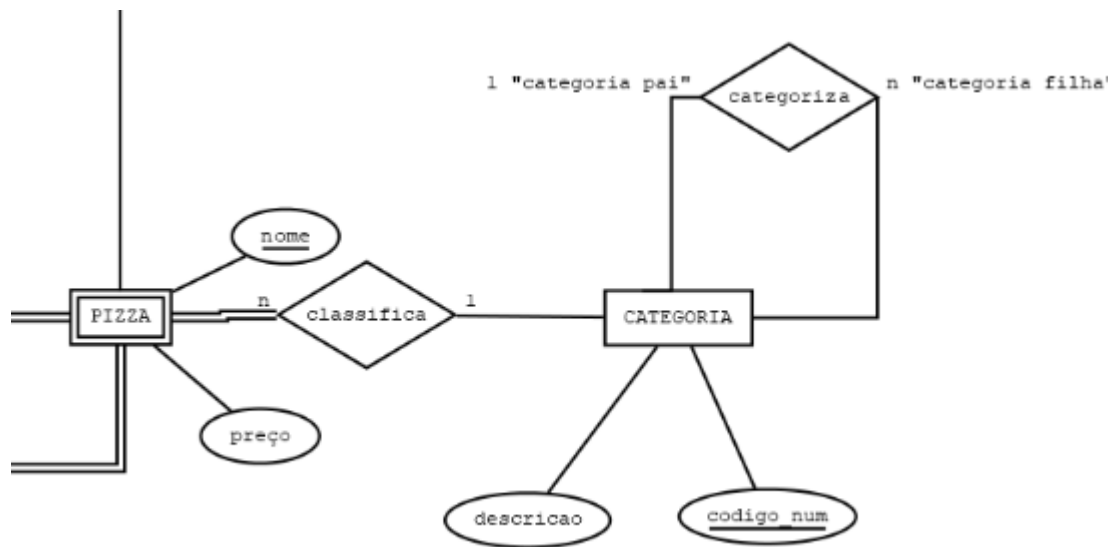 1 "categoria pai"
categoriza
n "categoria filha"
nome
PIZZA
n
classifica
1
CATEGORIA
preço
descricao
codigo_num